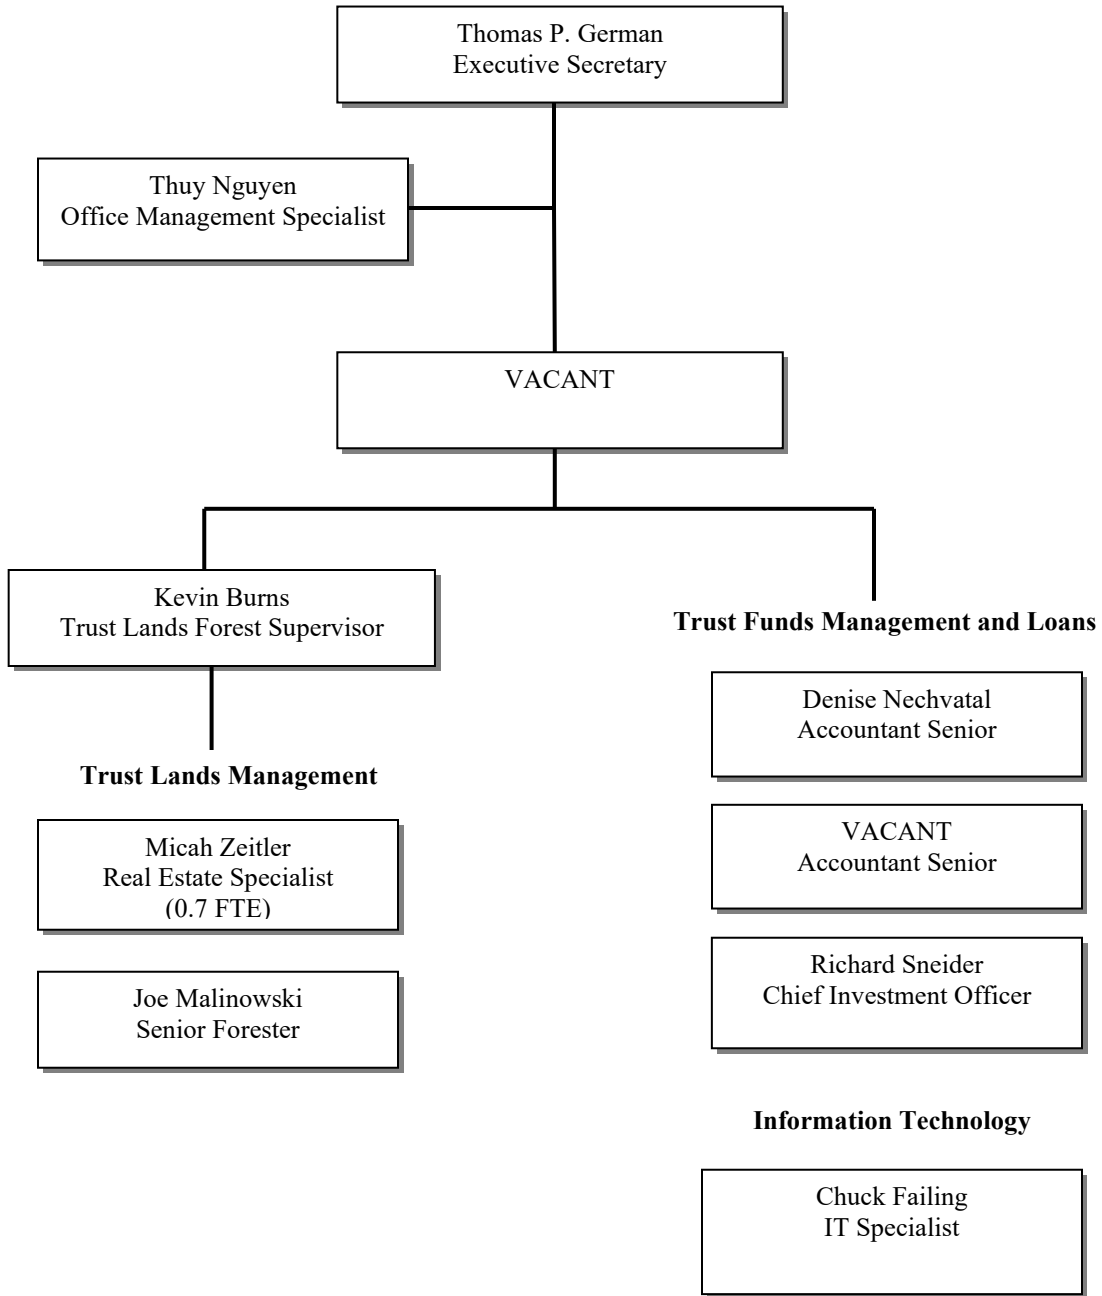 Thomas P. German
Executive Secretary
Thuy Nguyen
Office Management Specialist
VACANT
Kevin Burns
Trust Lands Forest Supervisor
Trust Lands Management
Micah Zeitler
Real Estate Specialist
(0.7 FTE)
Joe Malinowski
Senior Forester
Trust Funds Management and Loans
Denise Nechvatal
Accountant Senior
VACANT
Accountant Senior
Richard Sneider
Chief Investment Officer
Information Technology
Chuck Failing
IT Specialist